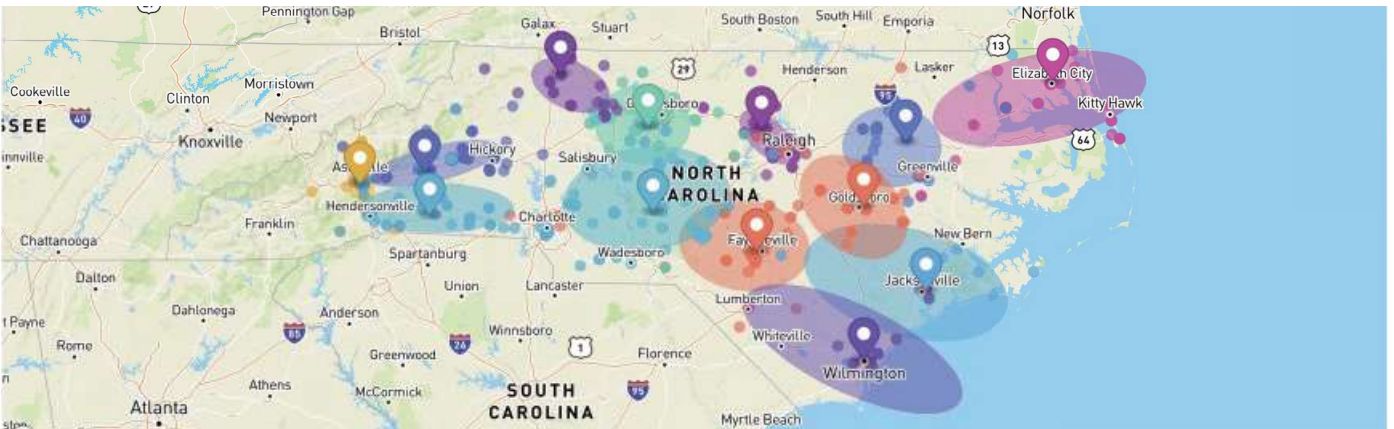 Pennington Gap
Norfolk
South Boston
South Hill
Emporia
Galax
Stuart
Bristol
13
29
Lasker
Henderson
Elizabeth City
Morristown
Cookeville
Clinton
95
Kitty Hawk
40
Newport
SSEE
Knoxville
Raleigh
64
Hickory
innville
Salisbury
Greenville
NORTH
AROLINA
Hendersonville
Charlotte
Franklin
New Bern
Chattanooga
Spartanburg
Wadesboro
Dalton
Union
Lancaster
Lumberton
Dahlonega
Anderson
t Payne
85
Winnsboro
Whiteville
Rome
26
1
Greenwood
Florence
Wilmington
Athens
McCormick
SOUTH
95
Atlanta
CAROLINA
Myrtle Beach